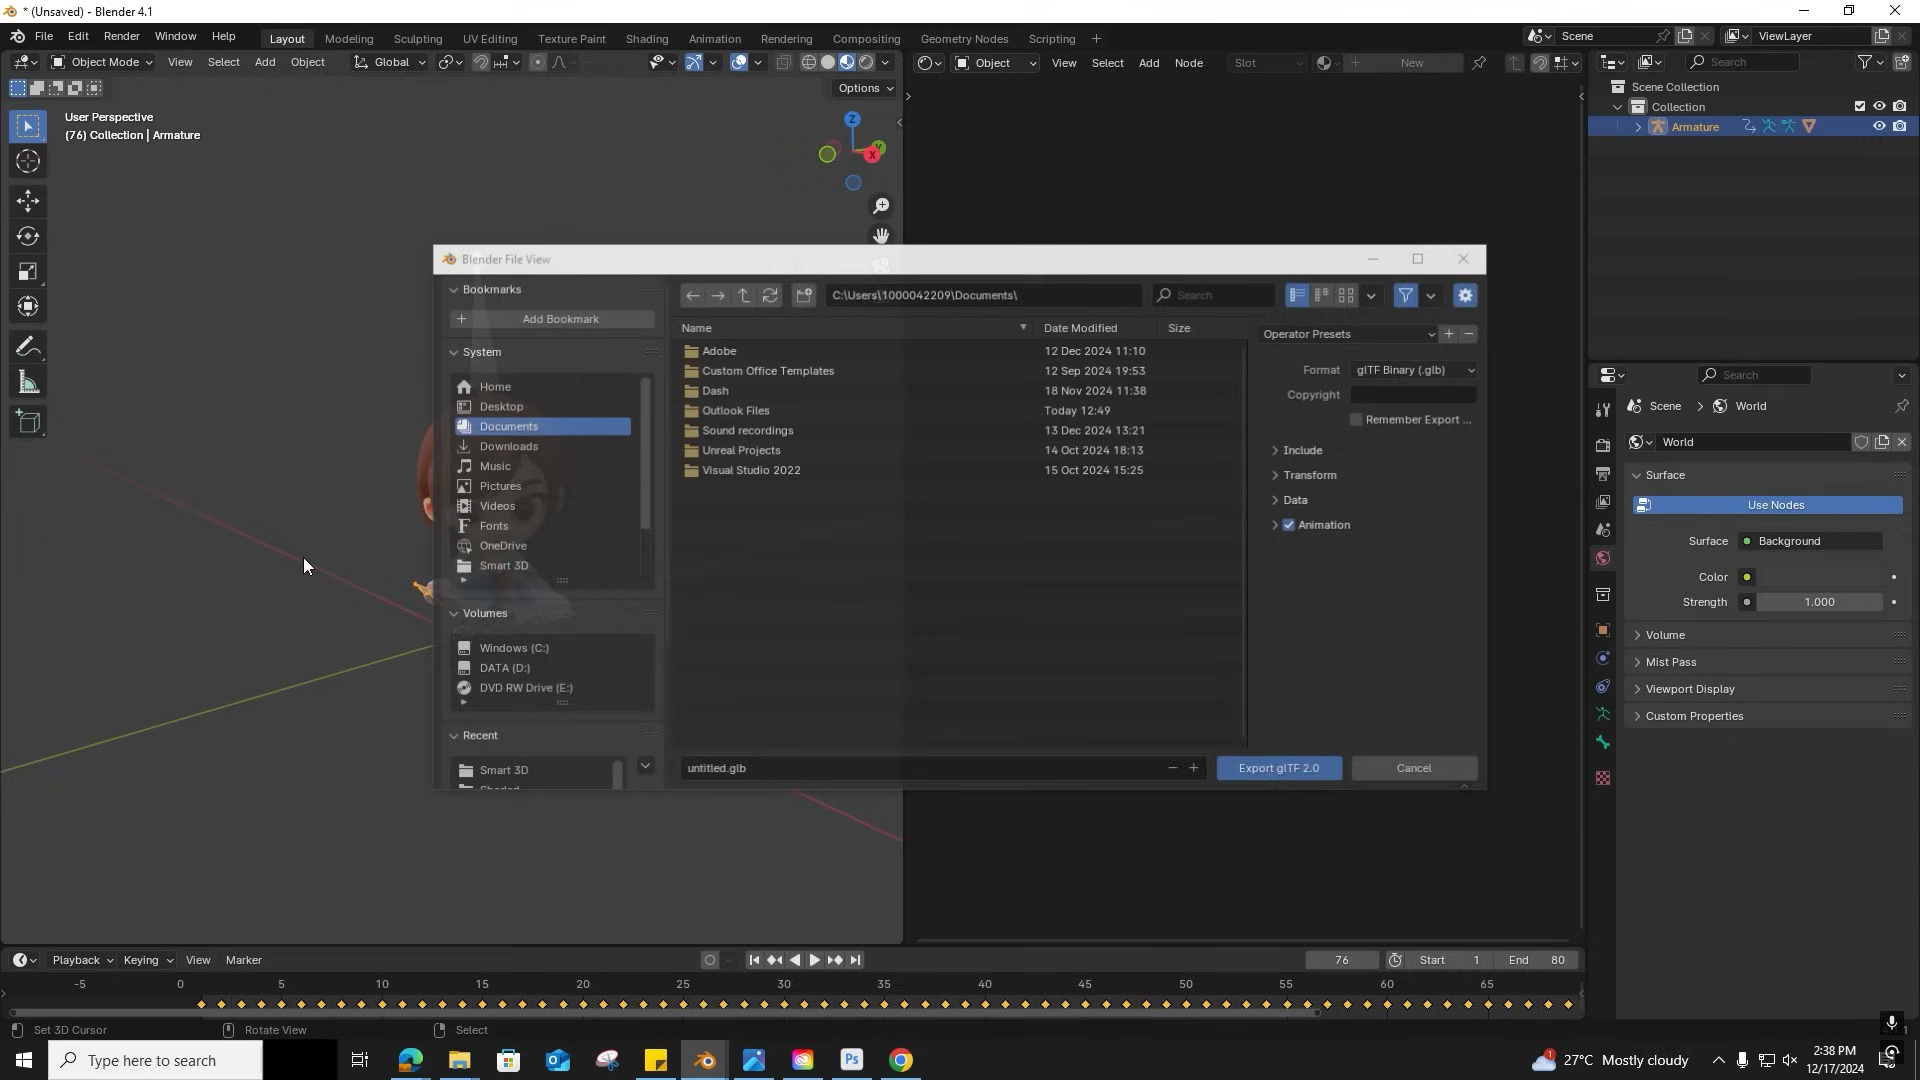 * (Unsaved) - Blender 4.1
File Edit Render Window Help Layout Modeling Sculpting UV Editing Texture Paint Shading Animation Rendering Compositing Geometry Nodes Scripting + Scene ViewLayer
Object Mode View Select Add Object Global Object View Select Add Node Slot New Search
Options
User Perspective
(76) Collection | Armature
Z
Y
X
Scene Collection
Collection
Armature
Blender File View
Bookmarks
Add Bookmark
System
Home
Desktop
Documents
Downloads
Music
Pictures
Videos
Fonts
OneDrive
Smart 3D
Volumes
Windows (C:)
DATA (D:)
DVD RW Drive (E:)
Recent
Smart 3D
C:\Users\1000042209\Documents\ Search
Name Date Modified Size
Adobe 12 Dec 2024 11:10
Custom Office Templates 12 Sep 2024 19:53
Dash 18 Nov 2024 11:38
Outlook Files Today 12:49
Sound recordings 13 Dec 2024 13:21
Unreal Projects 14 Oct 2024 18:13
Visual Studio 2022 15 Oct 2024 15:25
Operator Presets
Format glTF Binary (.glb)
Copyright
Remember Export ...
Include
Transform
Data
Animation
untitled.glb Export glTF 2.0 Cancel
Search
Scene > World
World
Surface
Use Nodes
Surface Background
Color
Strength 1.000
Volume
Mist Pass
Viewport Display
Custom Properties
Playback Keying View Marker 76 Start 1 End 80
-5 0 5 10 15 20 25 30 35 40 45 50 55 60 65
Set 3D Cursor Rotate View Select
Type here to search 27°C Mostly cloudy 2:38 PM
12/17/2024